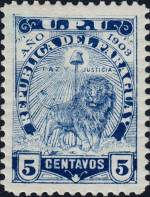 U.P.U.
AÑO 1903
REPUBLICA DEL PARAGUAY
PAZ Y JUSTICIA
5 CENTAVOS 5